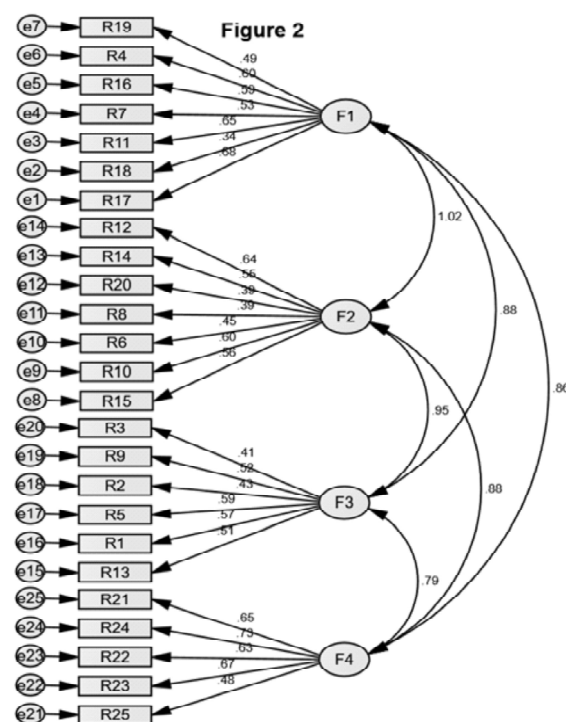 Figure 2
e7 R19
.49
e6 R4
.60
e5 R16
.59
e4 R7
.53
F1
e3 R11
.65
e2 R18
.34
e1 R17
.68
e14 R12
1.02
e13 R14
.64
e12 R20
.55
.39
e11 R8
.39
F2
.88
e10 R6
.45
e9 R10
.60
e8 R15
.56
.86
e20 R3
.95
e19 R9
.41
.52
e18 R2
.43
.88
e17 R5
.59
F3
e16 R1
.57
e15 R13
.51
.79
e25 R21
e24 R24
.65
.79
e23 R22
.63
F4
e22 R23
.67
e21 R25
.48